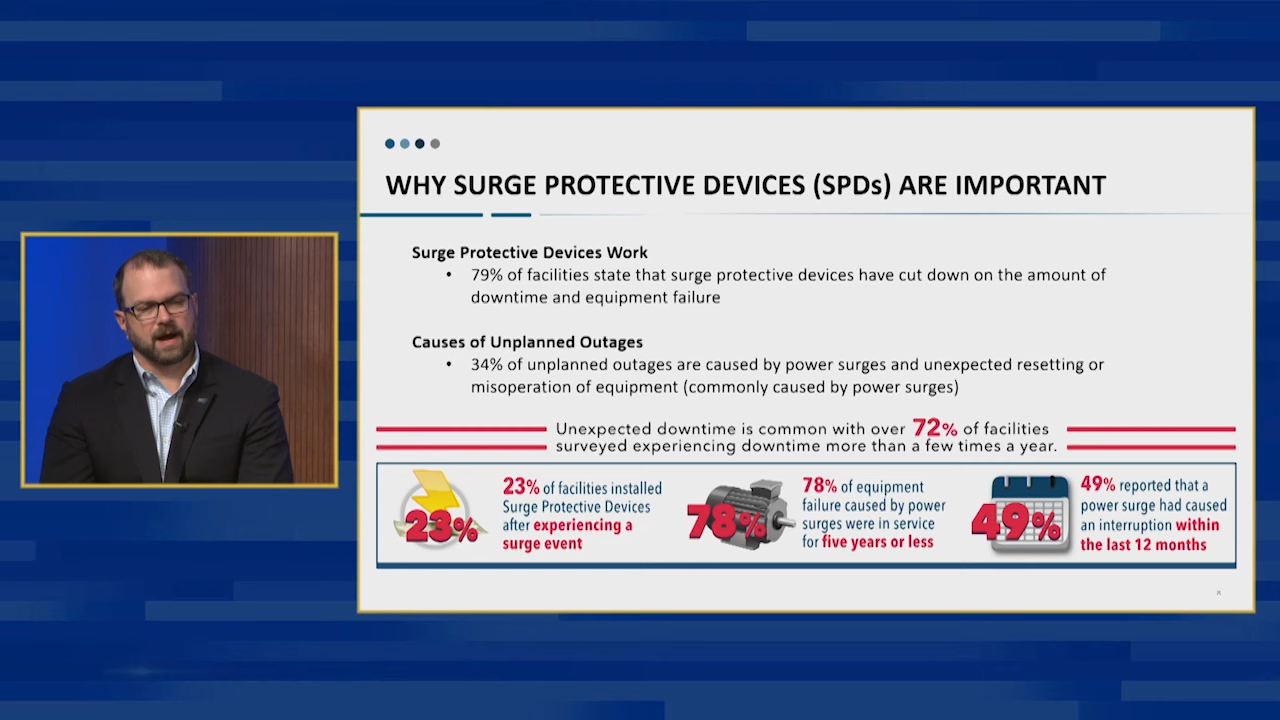 WHY SURGE PROTECTIVE DEVICES (SPDs) ARE IMPORTANT
Surge Protective Devices Work
• 79% of facilities state that surge protective devices have cut down on the amount of
downtime and equipment failure
Causes of Unplanned Outages
• 34% of unplanned outages are caused by power surges and unexpected resetting or
misoperation of equipment (commonly caused by power surges)
Unexpected downtime is common with over 72% of facilities
surveyed experiencing downtime more than a few times a year.
23%
23% of facilities installed
Surge Protective Devices
after experiencing a
surge event
78%
78% of equipment
failure caused by power
surges were in service
for five years or less
49%
49% reported that a
power surge had caused
an interruption within
the last 12 months